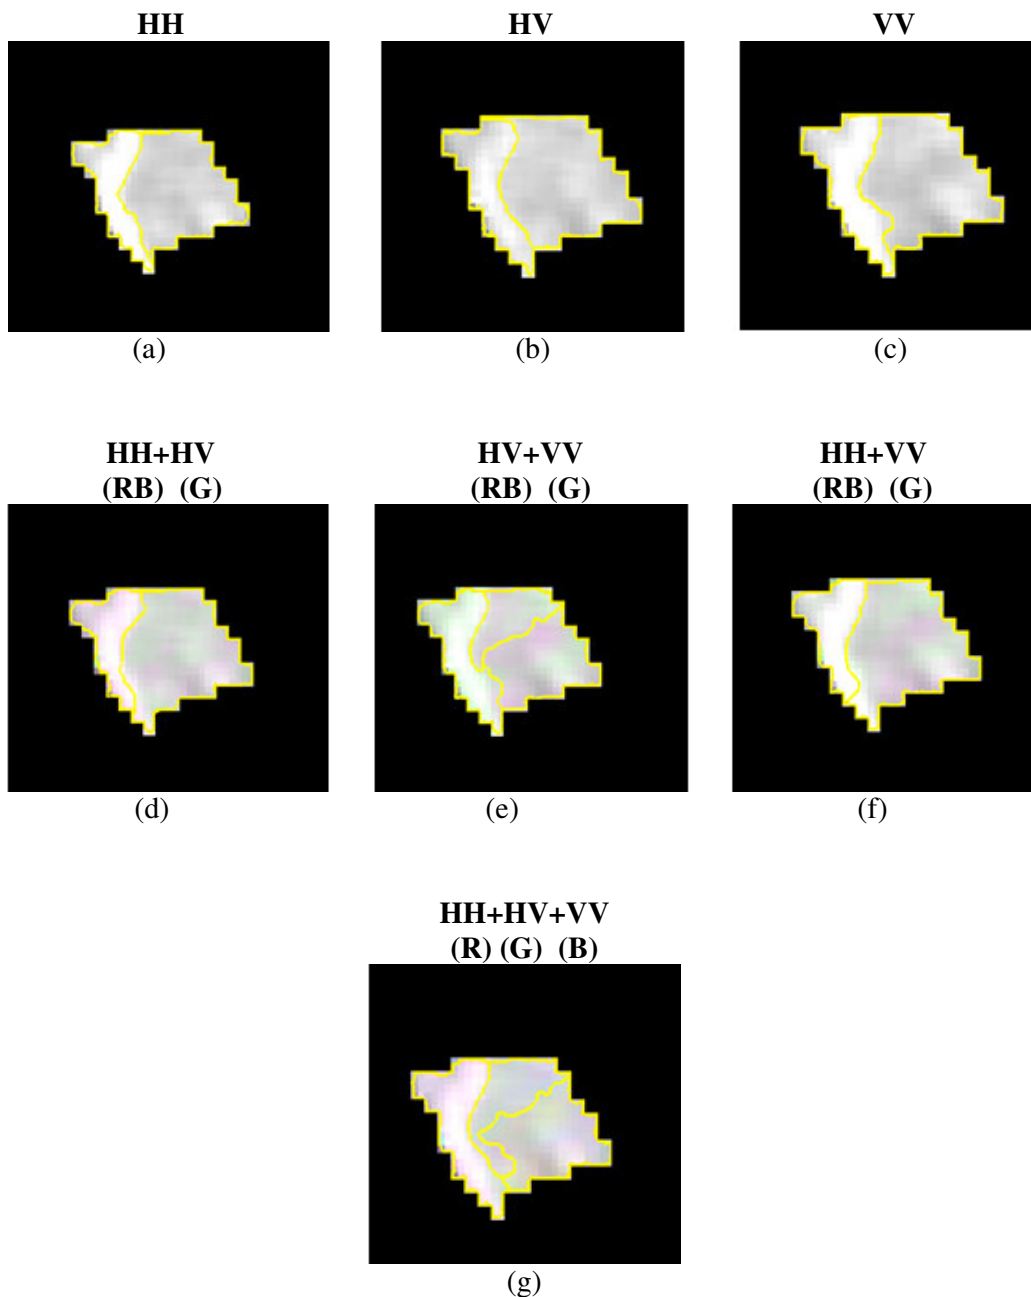 HH
HV
VV
(a)
(b)
(c)
HH+HV
(RB) (G)
HV+VV
(RB) (G)
HH+VV
(RB) (G)
(d)
(e)
(f)
HH+HV+VV
(R) (G) (B)
(g)